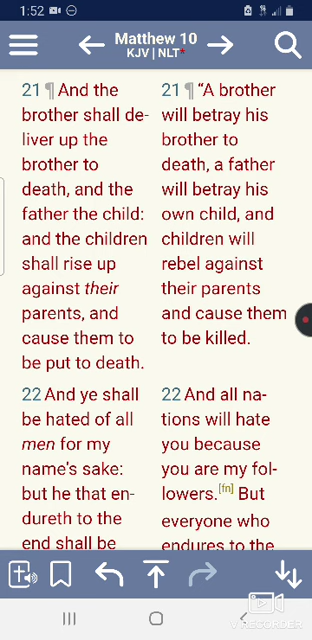 1:52
Matthew 10
KJV | NLT*
21 ¶ And the
brother shall de-
liver up the
brother to
death, and the
father the child:
and the children
shall rise up
against their
parents, and
cause them to
be put to death.
22 And ye shall
be hated of all
men for my
name's sake:
but he that en-
dureth to the
end shall be
21 ¶ “A brother
will betray his
brother to
death, a father
will betray his
own child, and
children will
rebel against
their parents
and cause them
to be killed.
22 And all na-
tions will hate
you because
you are my fol-
lowers.[fn] But
everyone who
endures to the
V RECORDER